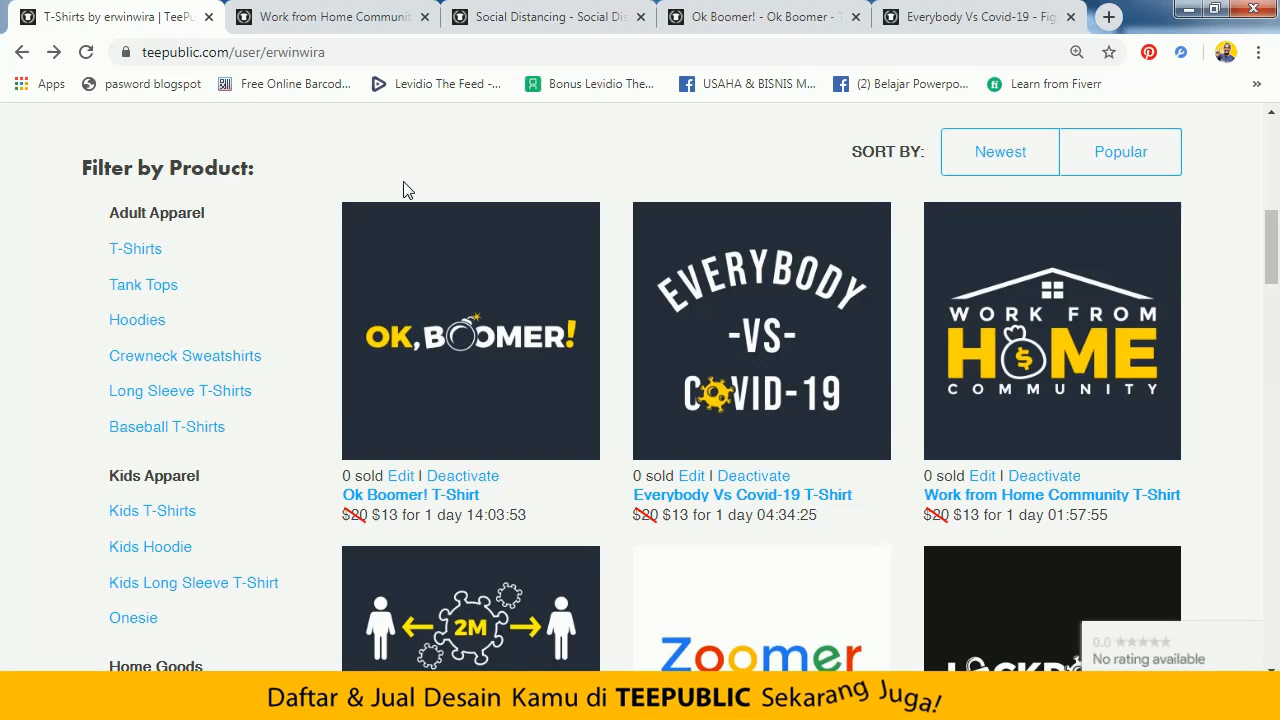 T-Shirts by erwinwira | TeeP
Work from Home Communit
Social Distancing - Social Dis
Ok Boomer! - Ok Boomer - T
Everybody Vs Covid-19 - Fig
teepublic.com/user/erwinwira
Apps
pasword blogspot
Free Online Barcod...
Levidio The Feed -...
Bonus Levidio The...
USAHA & BISNIS M...
(2) Belajar Powerpo...
Learn from Fiverr
»
Filter by Product:
SORT BY:
Newest
Popular
Adult Apparel
T-Shirts
Tank Tops
Hoodies
Crewneck Sweatshirts
Long Sleeve T-Shirts
Baseball T-Shirts
Kids Apparel
Kids T-Shirts
Kids Hoodie
Kids Long Sleeve T-Shirt
Onesie
Home Goods
OK, BOOMER!
0 sold Edit | Deactivate
Ok Boomer! T-Shirt
$20 $13 for 1 day 14:03:53
EVERYBODY
-VS-
COVID-19
0 sold Edit | Deactivate
Everybody Vs Covid-19 T-Shirt
$20 $13 for 1 day 04:34:25
WORK FROM
HOME
$
COMMUNITY
0 sold Edit | Deactivate
Work from Home Community T-Shirt
$20 $13 for 1 day 01:57:55
2M
Zoomer
0.0 ★★★★★
No rating available
Daftar & Jual Desain Kamu di TEEPUBLIC Sekarang Juga!